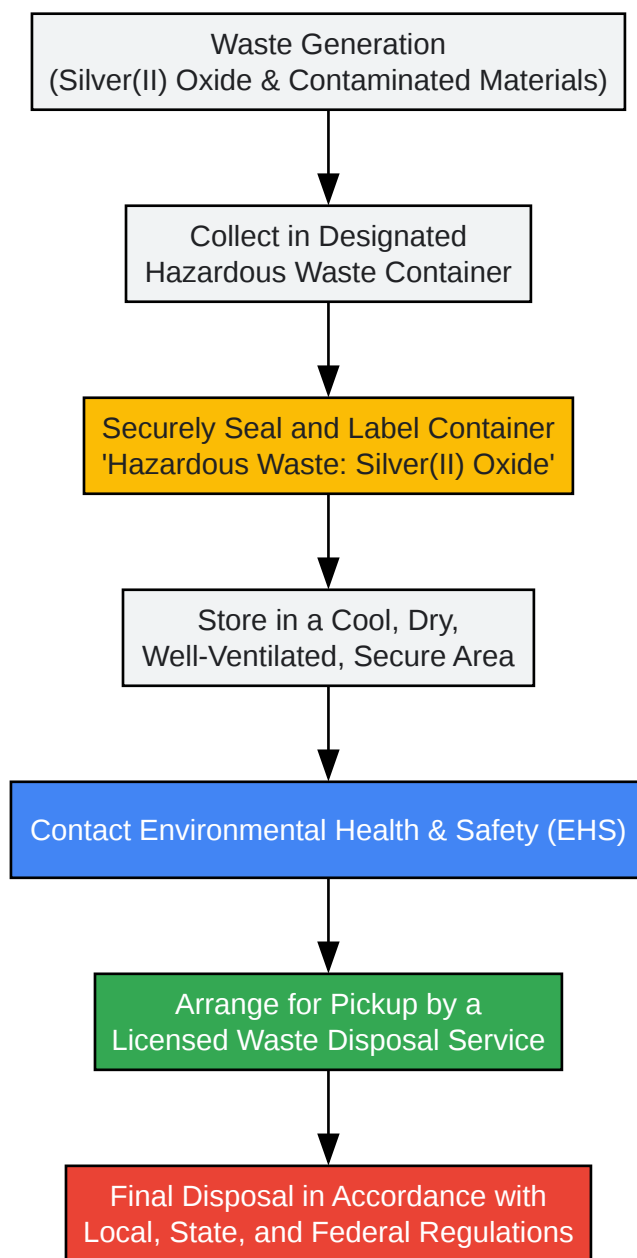 Waste Generation
(Silver(II) Oxide & Contaminated Materials)
Collect in Designated
Hazardous Waste Container
Securely Seal and Label Container
'Hazardous Waste: Silver(II) Oxide'
Store in a Cool, Dry,
Well-Ventilated, Secure Area
Contact Environmental Health & Safety (EHS)
Arrange for Pickup by a
Licensed Waste Disposal Service
Final Disposal in Accordance with
Local, State, and Federal Regulations